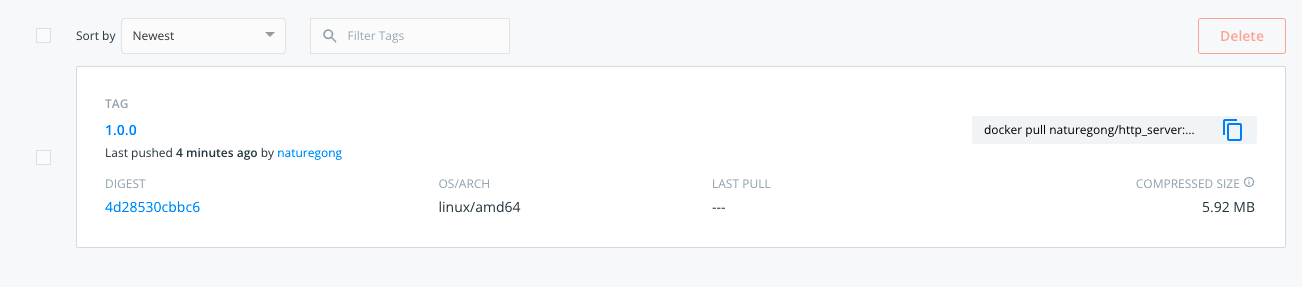 Sort by Newest Filter Tags Delete
TAG
1.0.0
docker pull naturegong/http_server:...
Last pushed 4 minutes ago by naturegong
DIGEST OS/ARCH LAST PULL COMPRESSED SIZE
4d28530cbbc6 linux/amd64 --- 5.92 MB